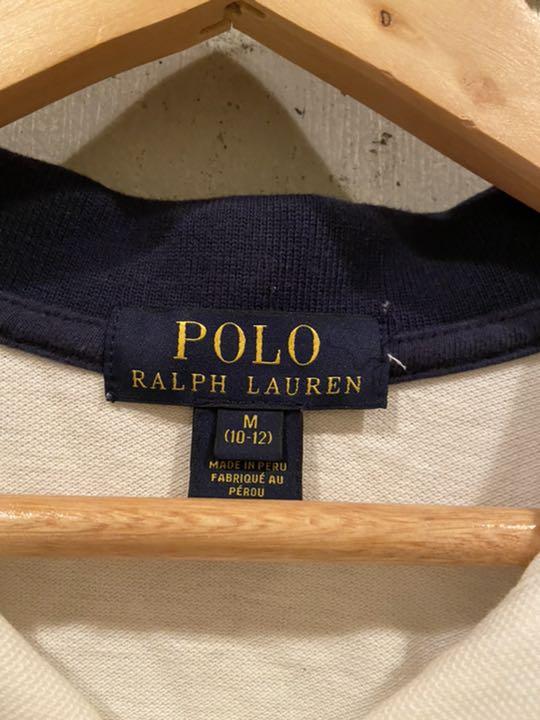 POLO
RALPH LAUREN
M
(10-12)
MADE IN PERU
FABRIQUÉ AU
PÉROU